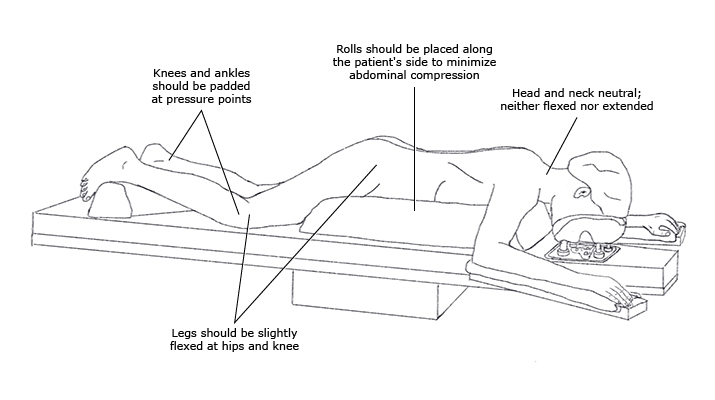 Rolls should be placed along
the patient's side to minimize
abdominal compression
Knees and ankles
should be padded
at pressure points
Head and neck neutral;
neither flexed nor extended
Legs should be slightly
flexed at hips and knee